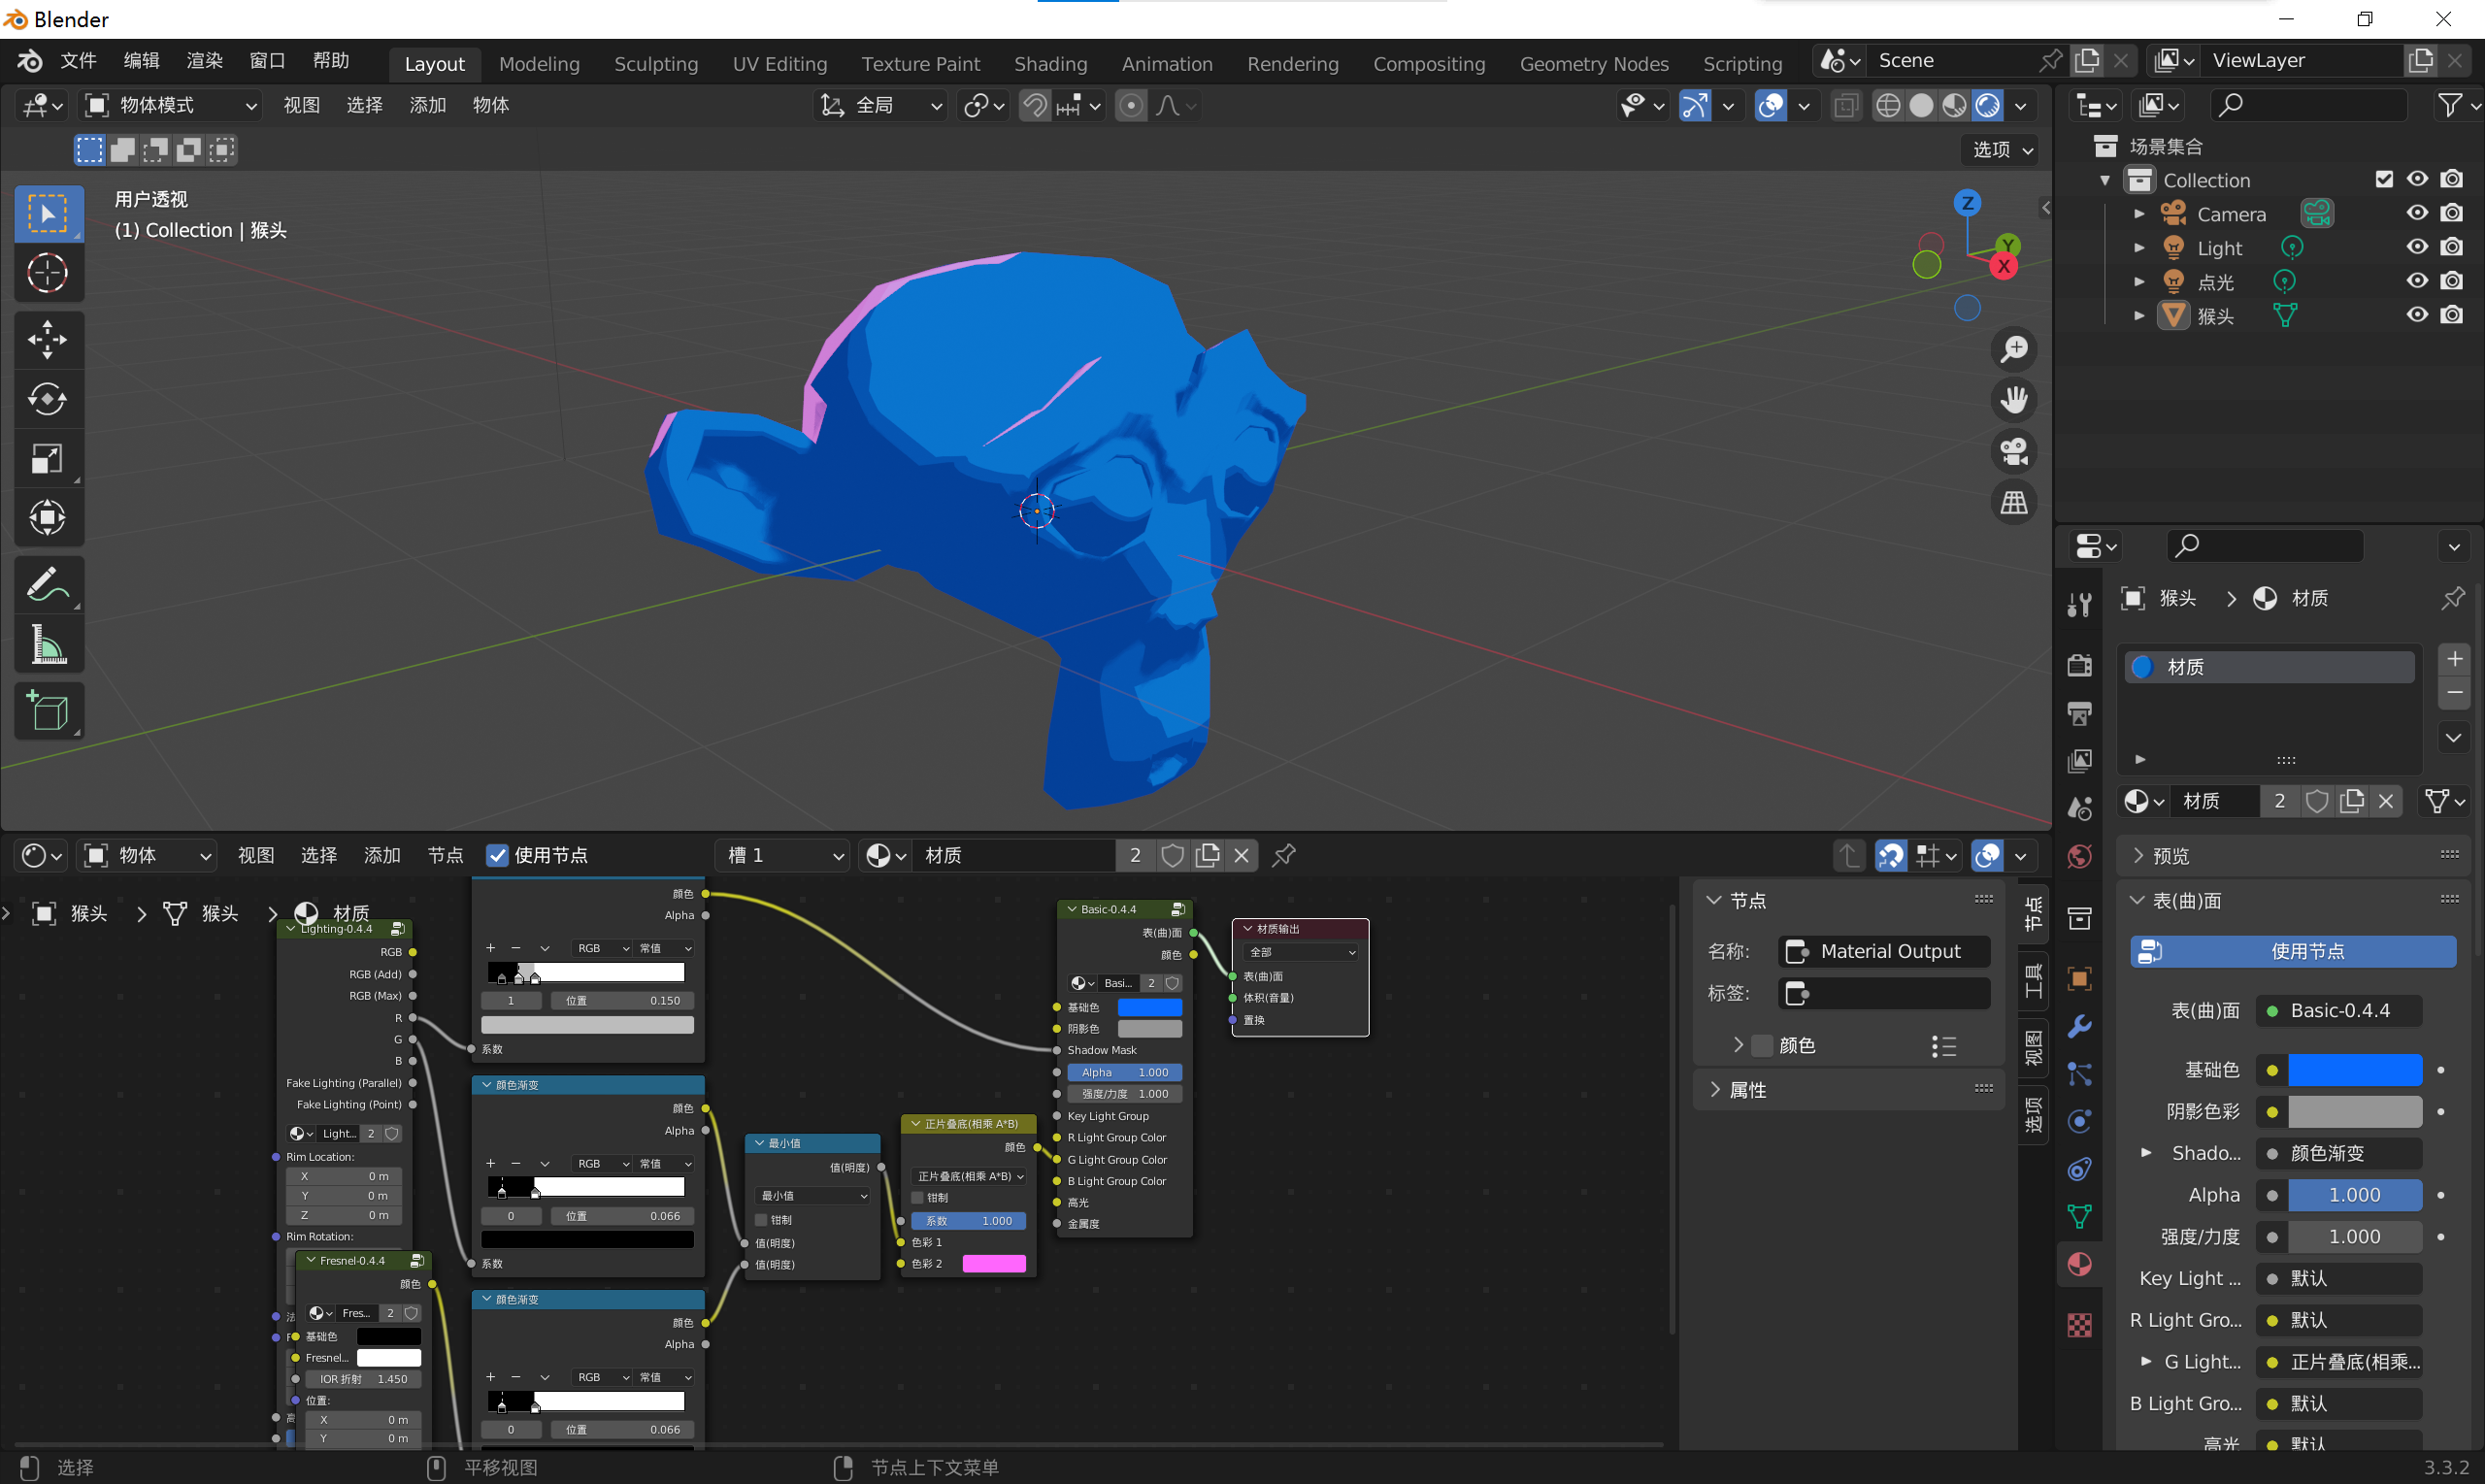 Blender
文件 编辑 渲染 窗口 帮助 Layout Modeling Sculpting UV Editing Texture Paint Shading Animation Rendering Compositing Geometry Nodes Scripting Scene ViewLayer
物体模式 视图 选择 添加 物体 全局
选项
用户透视
(1) Collection | 猴头
Z
Y
X
场景集合
Collection
Camera
Light
点光
猴头
猴头 材质
材质
材质 2
预览
表(曲)面
使用节点
表(曲)面 Basic-0.4.4
基础色
阴影色彩
Shado... 颜色渐变
Alpha 1.000
强度/力度 1.000
Key Light ... 默认
R Light Gro... 默认
G Light... 正片叠底(相乘...
B Light Gro... 默认
高光 默认
物体 视图 选择 添加 节点 使用节点 槽 1 材质 2
猴头 猴头 材质
Lighting-0.4.4
RGB
RGB (Add)
RGB (Max)
R
G
B
Fake Lighting (Parallel)
Fake Lighting (Point)
Light... 2
Rim Location:
X 0 m
Y 0 m
Z 0 m
Rim Rotation:
Fresnel-0.4.4
颜色
Fres... 2
基础色
Fresnel...
IOR 折射 1.450
位置:
X 0 m
Y 0 m
颜色
Alpha
RGB 常值
1 位置 0.150
系数
颜色渐变
颜色
Alpha
RGB 常值
0 位置 0.066
系数
颜色渐变
颜色
Alpha
RGB 常值
0 位置 0.066
最小值
值(明度)
最小值
钳制
值(明度)
值(明度)
正片叠底(相乘 A*B)
颜色
正片叠底(相乘 A*B)
钳制
系数 1.000
色彩 1
色彩 2
Basic-0.4.4
表(曲)面
颜色
Basi... 2
基础色
阴影色
Shadow Mask
Alpha 1.000
强度/力度 1.000
Key Light Group
R Light Group Color
G Light Group Color
B Light Group Color
高光
金属度
材质输出
全部
表(曲)面
体积(音量)
置换
节点
名称: Material Output
标签:
颜色
属性
节点
工具
视图
选项
选择 平移视图 节点上下文菜单 3.3.2